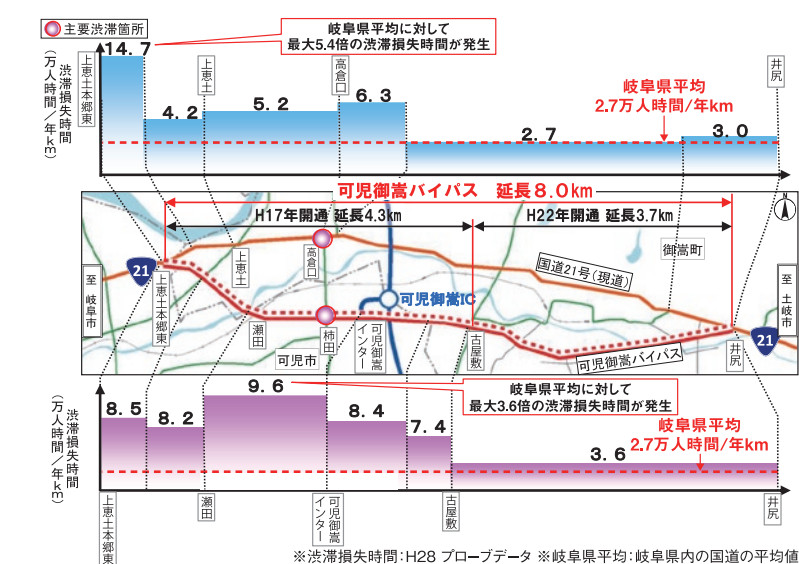 主要渋滞箇所
岐阜県平均に対して
最大5.4倍の渋滞損失時間が発生
渋滞損失時間
(万人時間/年km)
上恵土本郷東
14.7
4.2
上恵土
5.2
高倉口
6.3
2.7
岐阜県平均
2.7万人時間/年km
3.0
井尻
可児御嵩バイパス 延長8.0km
H17年開通 延長4.3km
H22年開通 延長3.7km
N
至 岐阜市
21
上恵土本郷東
上恵土
瀬田
可児市
高倉口
柿田
可児御嵩インター
可児御嵩IC
古屋敷
国道21号(現道)
御嵩町
可児御嵩バイパス
井尻
21
至 土岐市
渋滞損失時間
(万人時間/年km)
8.5
8.2
9.6
岐阜県平均に対して
最大3.6倍の渋滞損失時間が発生
8.4
7.4
3.6
岐阜県平均
2.7万人時間/年km
上恵土本郷東
瀬田
可児御嵩インター
古屋敷
井尻
※渋滞損失時間:H28 プローブデータ ※岐阜県平均:岐阜県内の国道の平均値